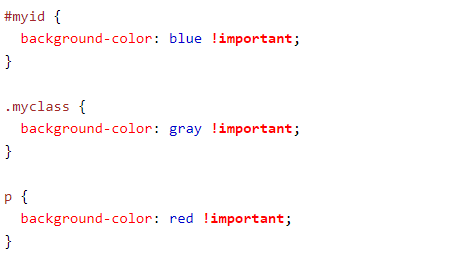 #myid {
  background-color: blue !important;
}
.myclass {
  background-color: gray !important;
}
p {
  background-color: red !important;
}